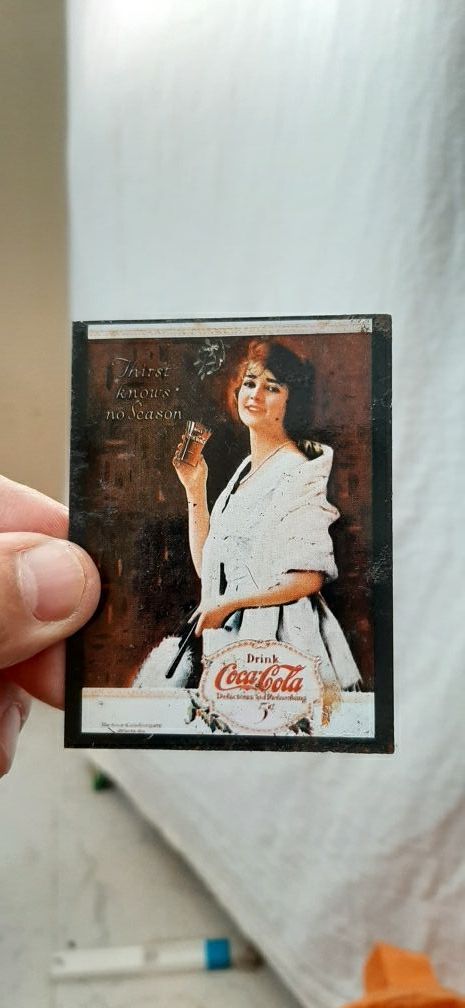 Thirst
knows
no Season
Drink
Coca-Cola
Delicious and Refreshing
5¢